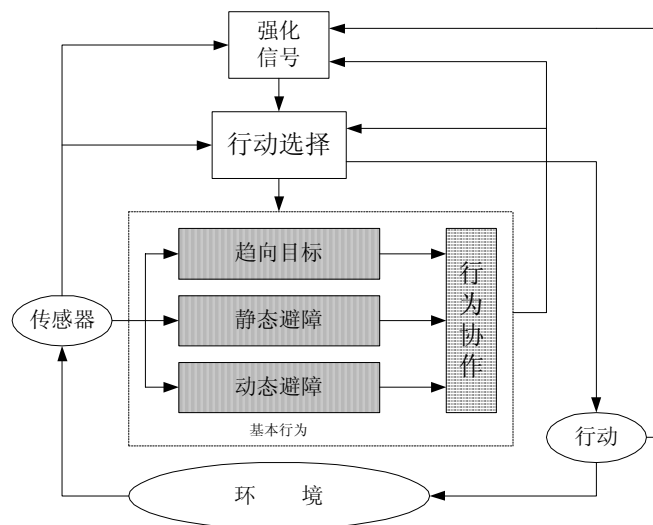 强化
信号
行动选择
趋向目标
静态避障
动态避障
行为协作
基本行为
传感器
行动
环 境